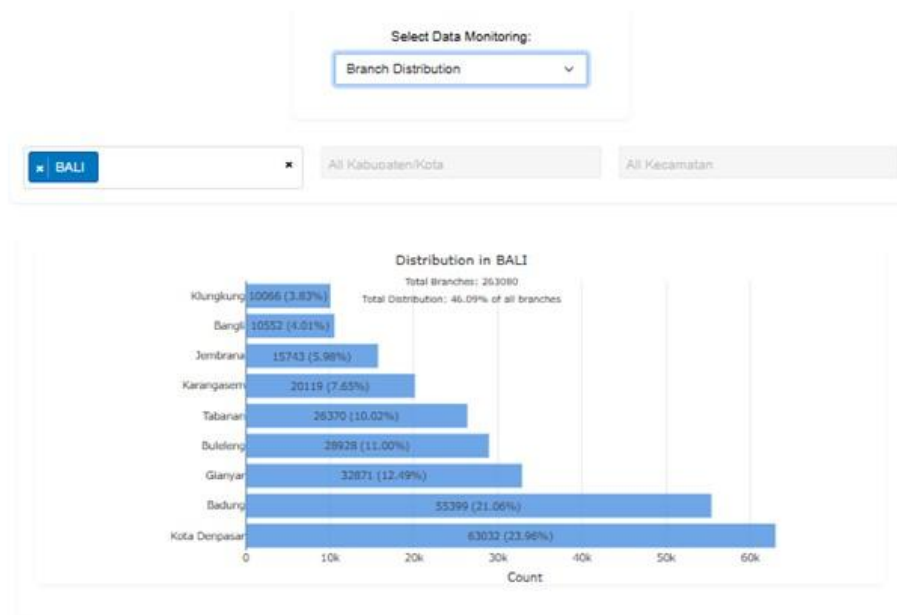 Select Data Monitoring:
Branch Distribution
× BALI ×
All Kabupaten/Kota
All Kecamatan
Distribution in BALI
Total Branches: 263080
Total Distribution: 46.09% of all branches
Klungkung 10066 (3.83%)
Bangli 10552 (4.01%)
Jembrana 15743 (5.98%)
Karangasem 20119 (7.65%)
Tabanan 26370 (10.02%)
Buleleng 28928 (11.00%)
Gianyar 32871 (12.49%)
Badung 55399 (21.06%)
Kota Denpasar 63032 (23.96%)
0 10k 20k 30k 40k 50k 60k
Count